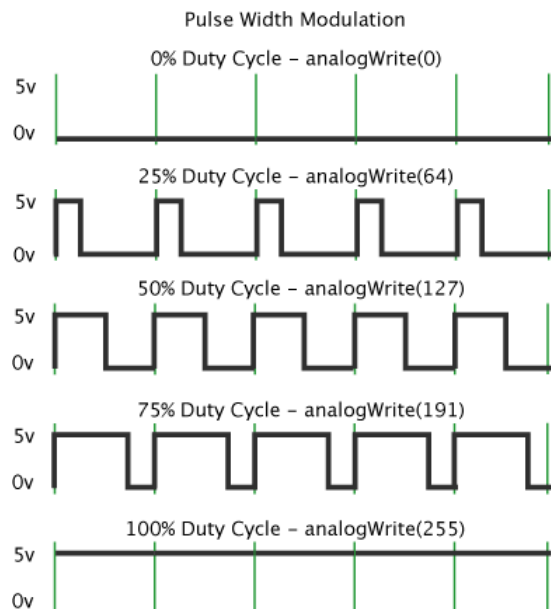 Pulse Width Modulation
0% Duty Cycle – analogWrite(0)
5v
0v
25% Duty Cycle – analogWrite(64)
5v
0v
50% Duty Cycle – analogWrite(127)
5v
0v
75% Duty Cycle – analogWrite(191)
5v
0v
100% Duty Cycle – analogWrite(255)
5v
0v